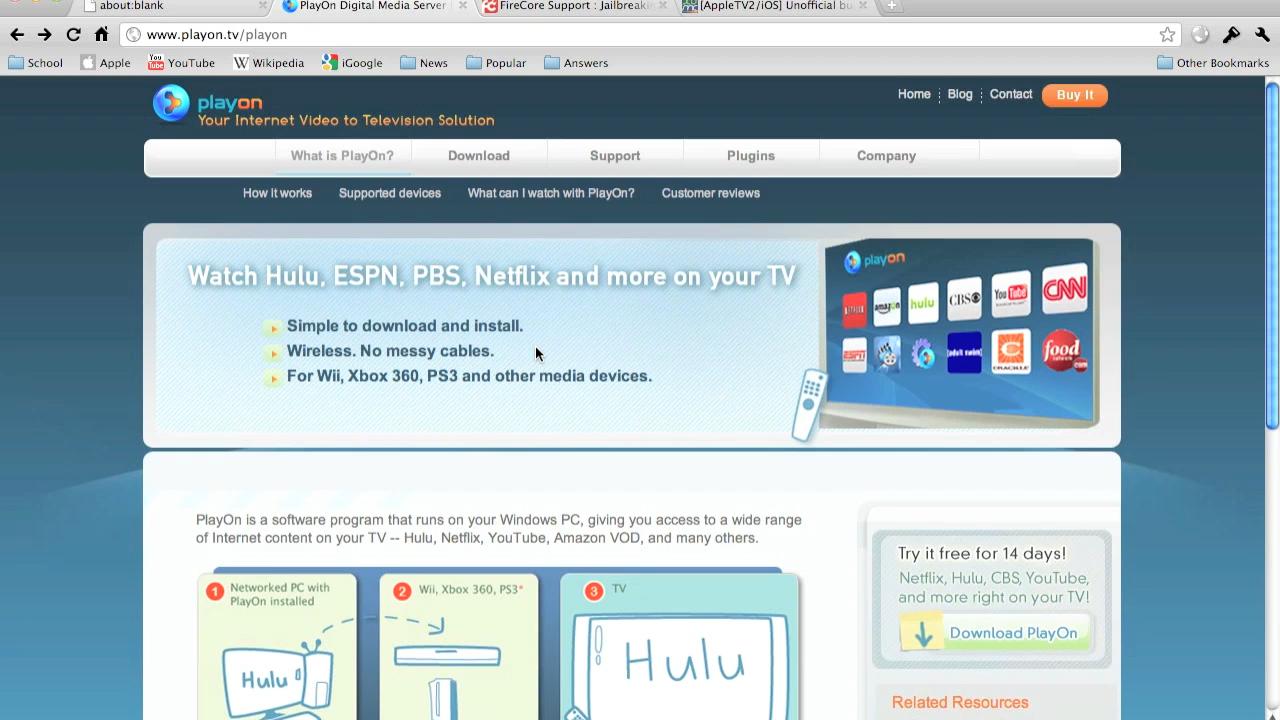 about:blank
PlayOn Digital Media Server
FireCore Support : Jailbreakin
[AppleTV2/iOS] Unofficial bu
www.playon.tv/playon
School
Apple
YouTube
Wikipedia
iGoogle
News
Popular
Answers
Other Bookmarks
playon
Your Internet Video to Television Solution
Home
Blog
Contact
Buy It
What is PlayOn?
Download
Support
Plugins
Company
How it works
Supported devices
What can I watch with PlayOn?
Customer reviews
Watch Hulu, ESPN, PBS, Netflix and more on your TV
Simple to download and install.
Wireless. No messy cables.
For Wii, Xbox 360, PS3 and other media devices.
playon
NETFLIX
amazon
hulu
CBS
YouTube
CNN
ESPN
[adult swim]
CRACKLE
food
network
.com
PlayOn is a software program that runs on your Windows PC, giving you access to a wide range
of Internet content on your TV -- Hulu, Netflix, YouTube, Amazon VOD, and many others.
1 Networked PC with
PlayOn installed
Hulu
2 Wii, Xbox 360, PS3*
3 TV
Hulu
Try it free for 14 days!
Netflix, Hulu, CBS, YouTube,
and more right on your TV!
Download PlayOn
Related Resources